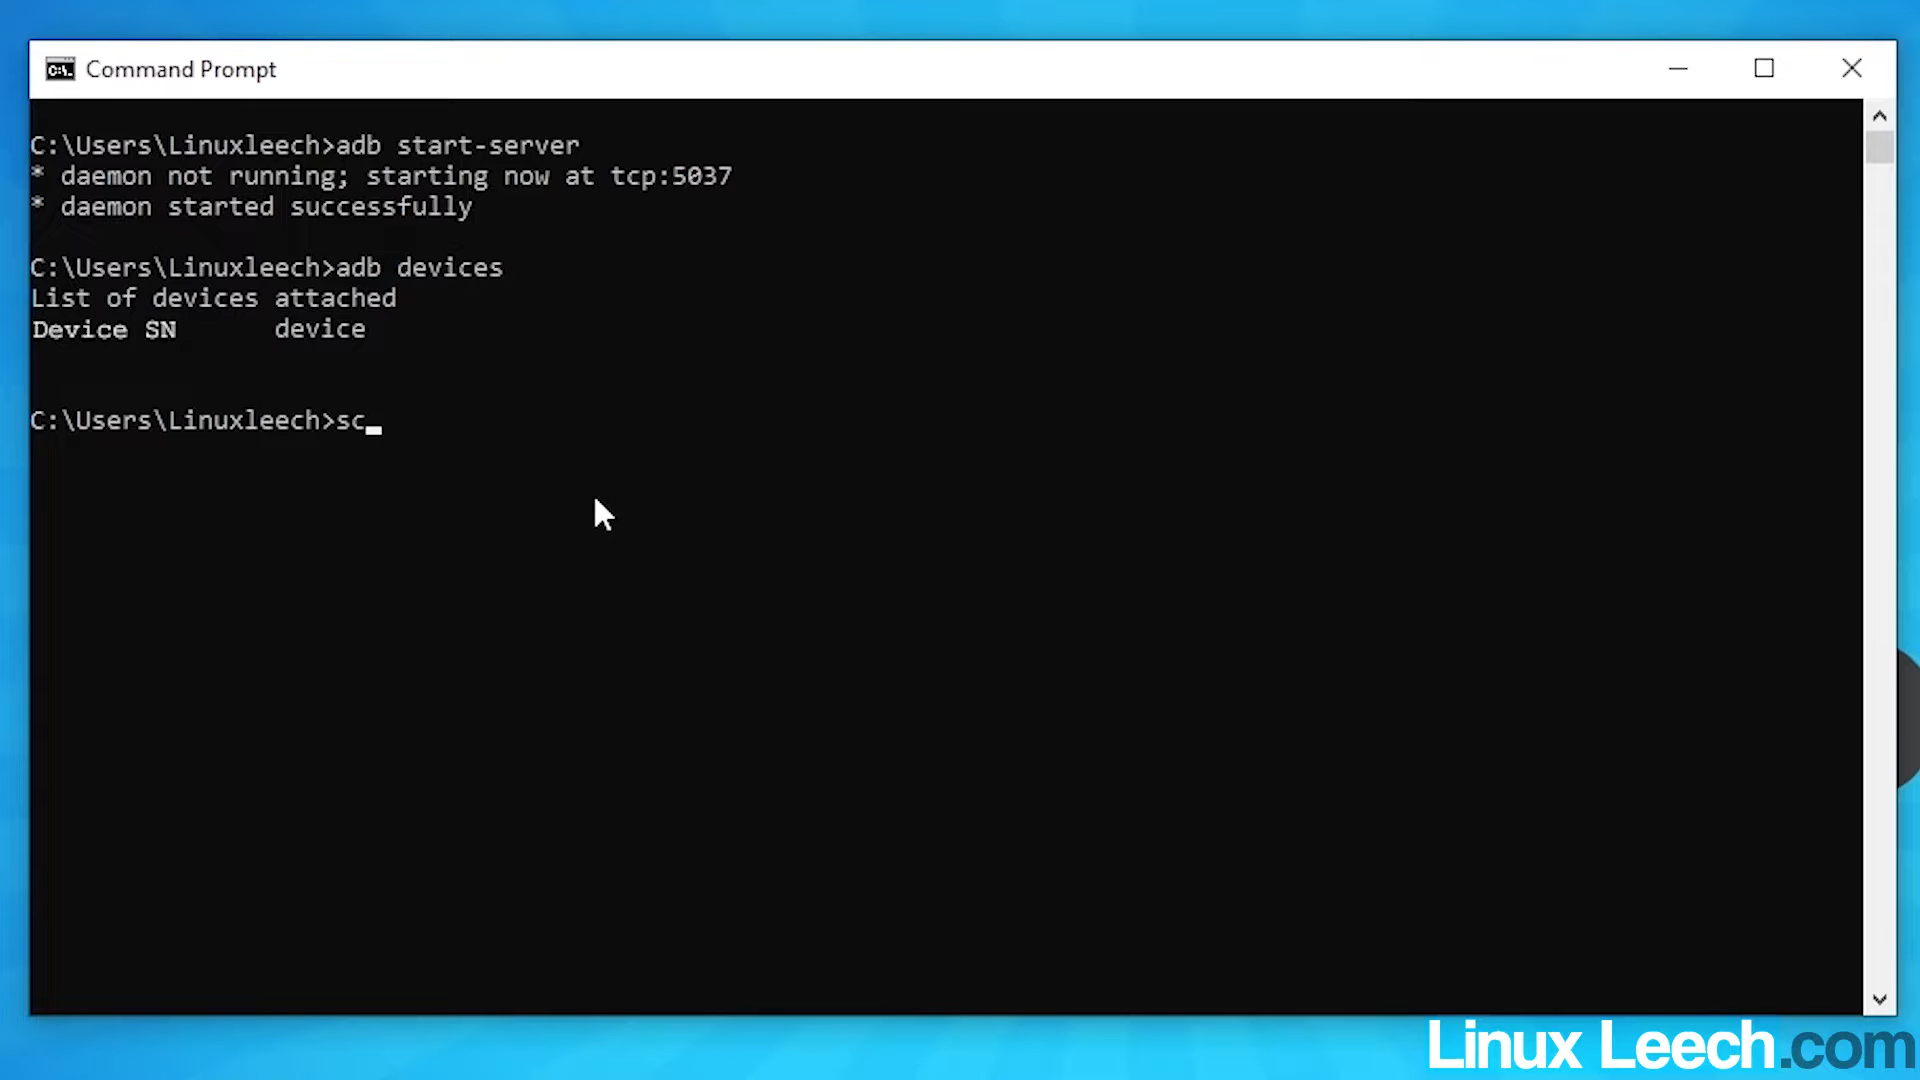 Command Prompt
C:\Users\Linuxleech>adb start-server
* daemon not running; starting now at tcp:5037
* daemon started successfully
C:\Users\Linuxleech>adb devices
List of devices attached
Device SN device
C:\Users\Linuxleech>sc_
Linux Leech.com